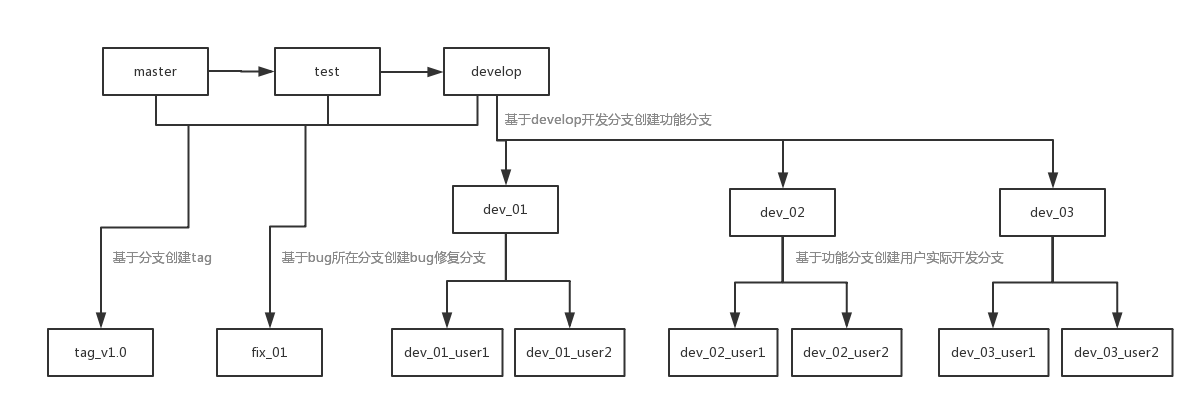 master
test
develop
基于develop开发分支创建功能分支
dev_01
dev_02
dev_03
基于分支创建tag
基于bug所在分支创建bug修复分支
基于功能分支创建用户实际开发分支
tag_v1.0
fix_01
dev_01_user1
dev_01_user2
dev_02_user1
dev_02_user2
dev_03_user1
dev_03_user2